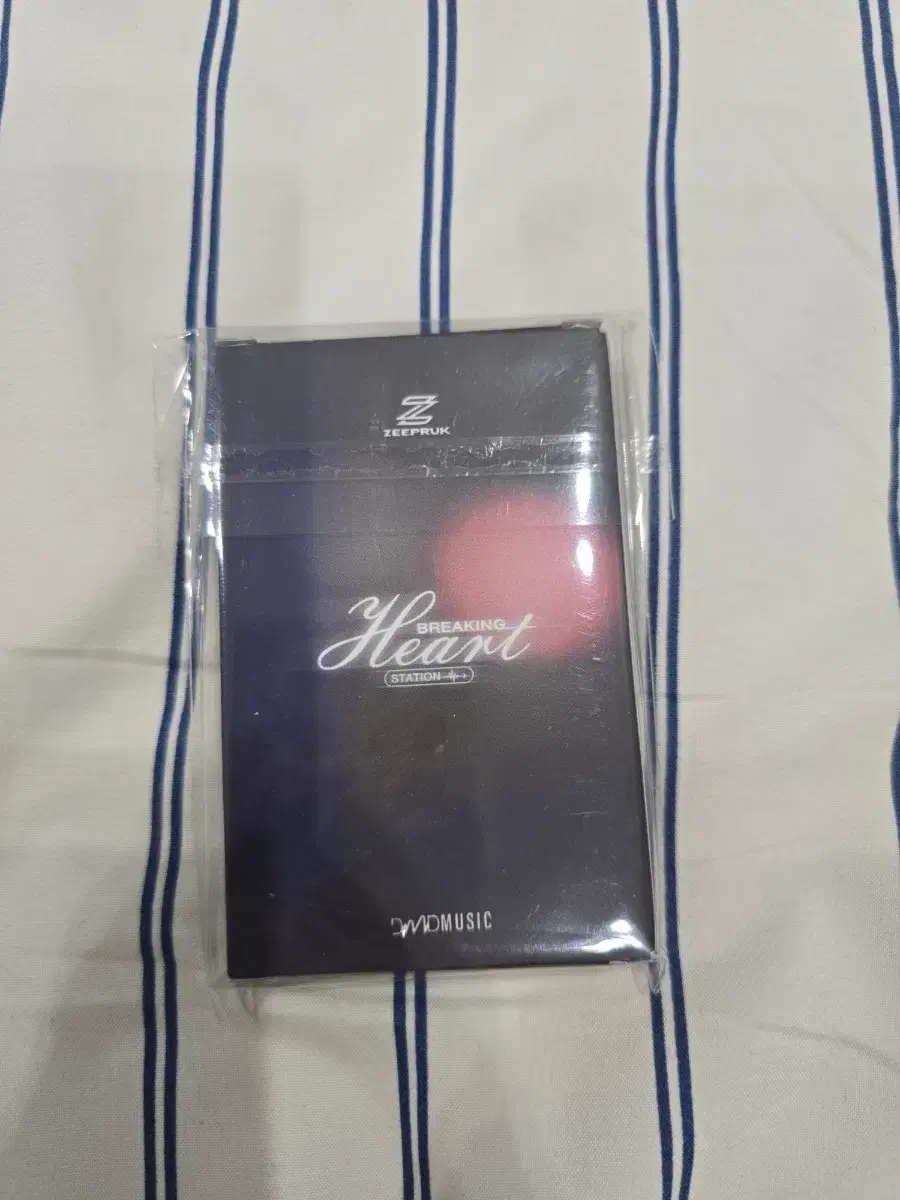 ZEEPRUK
BREAKING
Heart
STATION
DMDMUSIC